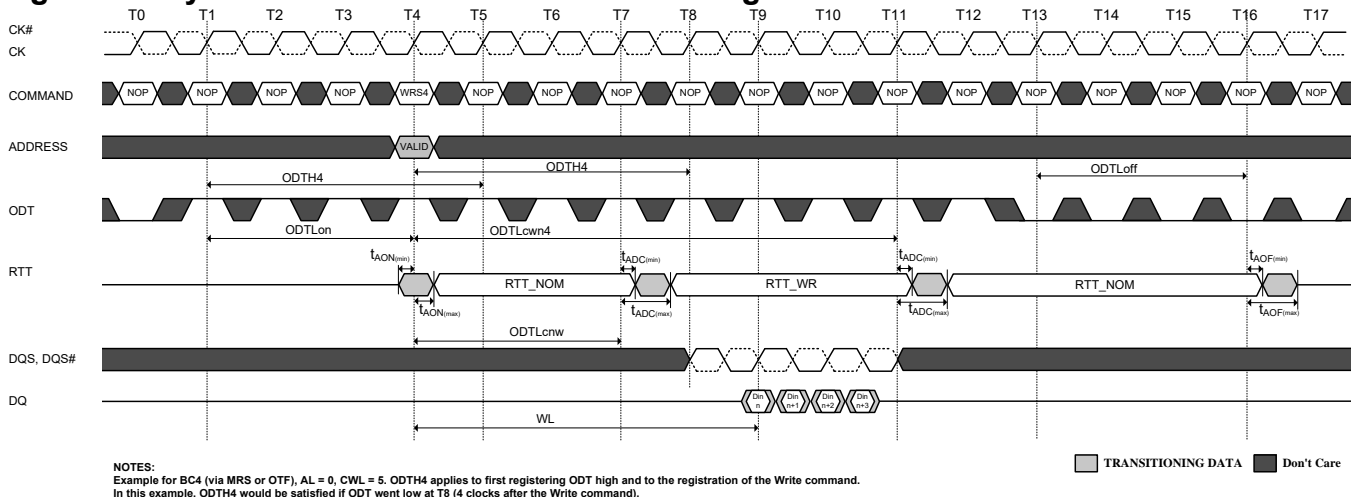 T0 T1 T2 T3 T4 T5 T6 T7 T8 T9 T10 T11 T12 T13 T14 T15 T16 T17
CK#
CK
COMMAND NOP NOP NOP NOP WRS4 NOP NOP NOP NOP NOP NOP NOP NOP NOP NOP NOP NOP NOP
ADDRESS VALID
ODTH4 ODTH4 ODTLoff
ODT
ODTLon ODTLcwn4
tAON(min) tADC(min) tADC(min) tAOF(min)
RTT RTT_NOM RTT_WR RTT_NOM
tAON(max) tADC(max) tADC(max) tAOF(max)
ODTLcnw
DQS, DQS#
DQ Din n Din n+1 Din n+2 Din n+3
WL
TRANSITIONING DATA Don't Care
NOTES:
Example for BC4 (via MRS or OTF), AL = 0, CWL = 5. ODTH4 applies to first registering ODT high and to the registration of the Write command.
In this example, ODTH4 would be satisfied if ODT went low at T8 (4 clocks after the Write command).